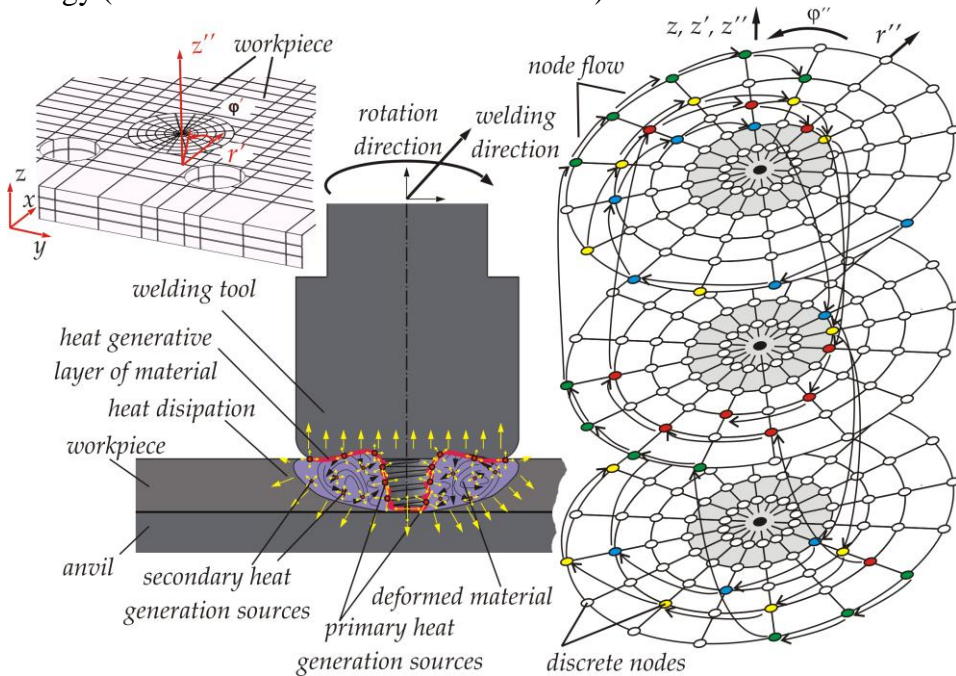 z, z', z''
φ''
r''
z''
workpiece
node flow
φ
rotation
direction
welding
direction
r'
z
x
y
welding tool
heat generative
layer of material
heat disipation
workpiece
anvil
secondary heat
generation sources
deformed material
primary heat
generation sources
discrete nodes